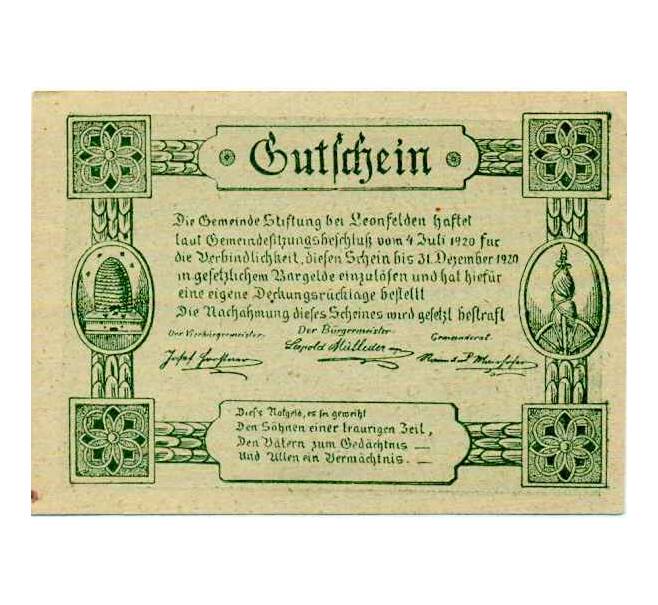 Gutschein
Die Gemeinde Stiftung bei Leonfelden haftet
laut Gemeindesitzungsbeschluß vom 4 Juli 1920 für
die Verbindlichkeit, diesen Schein bis 31. Dezember 1920
in gesetzlichem Bargelde einzulösen und hat hiefür
eine eigene Deckungsrücklage bestellt
Die Nachahmung dieses Scheines wird gesetzl bestraft
Der Vizebürgermeister. Der Bürgermeister. Gemeinderat.
Josef Leopold Mülleder
Dies's Notgeld, es sei geweiht
Den Söhnen einer traurigen Zeit,
Den Vätern zum Gedächtnis —
Und Allen ein Vermächtnis. —